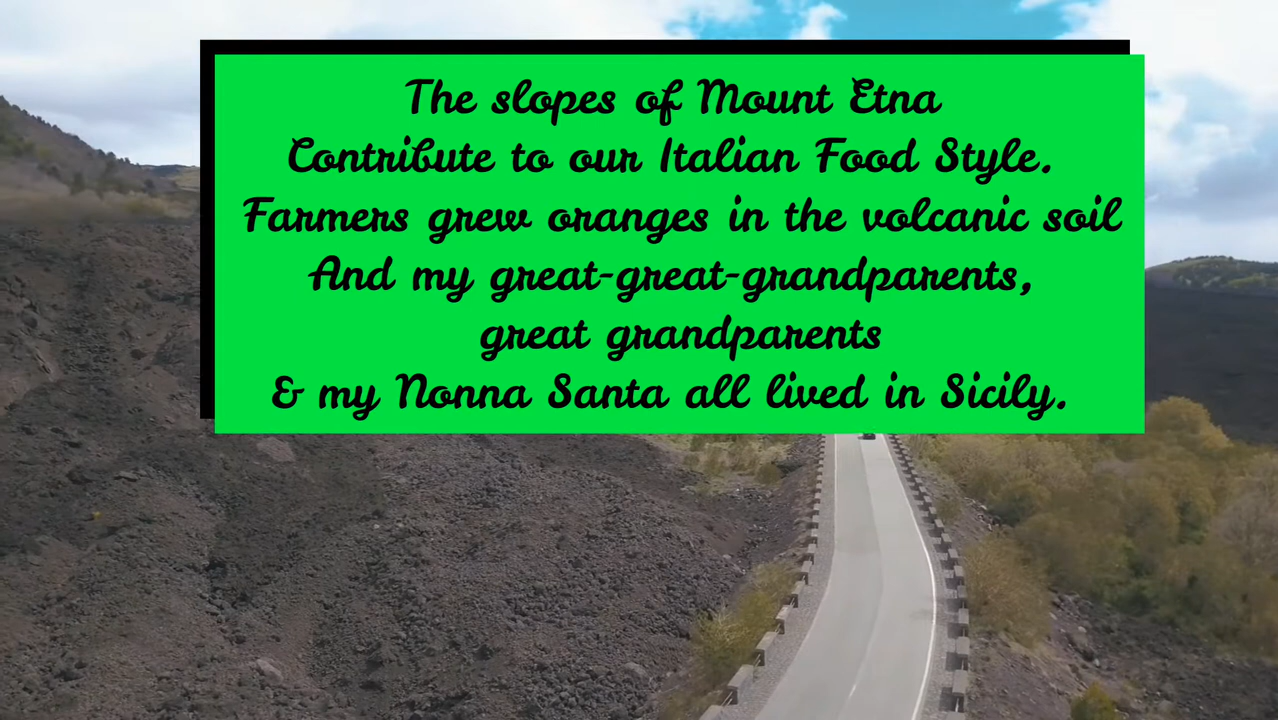 The slopes of Mount Etna
Contribute to our Italian Food Style.
Farmers grew oranges in the volcanic soil
And my great-great-grandparents,
great grandparents
& my Nonna Santa all lived in Sicily.